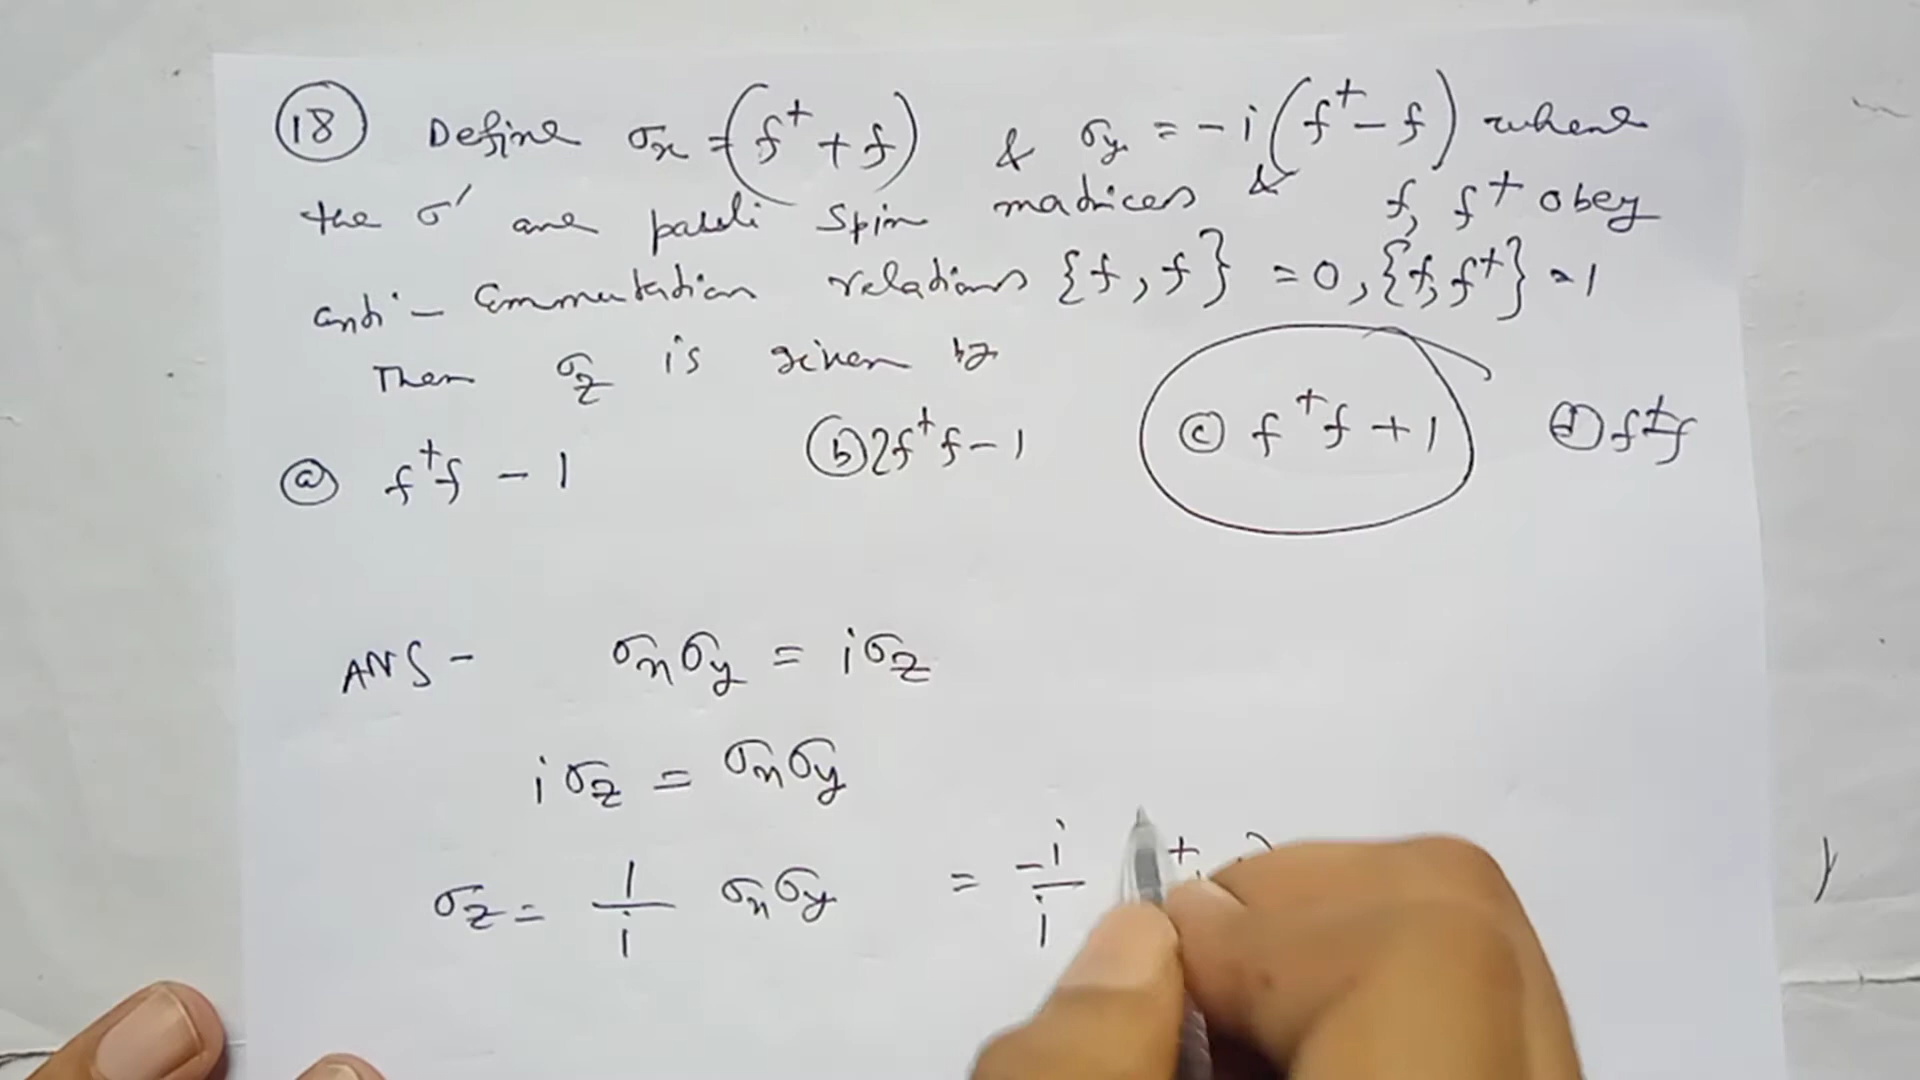 18 Define σx = (f⁺ + f) & σy = -i (f⁺ - f) where
the σ' are pauli spin matrices & f, f⁺ obey
anti - Commutation relations {f, f} = 0, {f, f⁺} = 1
Then σz is given by
(a) f⁺f - 1 (b) 2f⁺f - 1 (c) f⁺f + 1 (d) f⁺f
ANS - σxσy = iσz
iσz = σxσy
σz = 1/i σxσy = -i/i